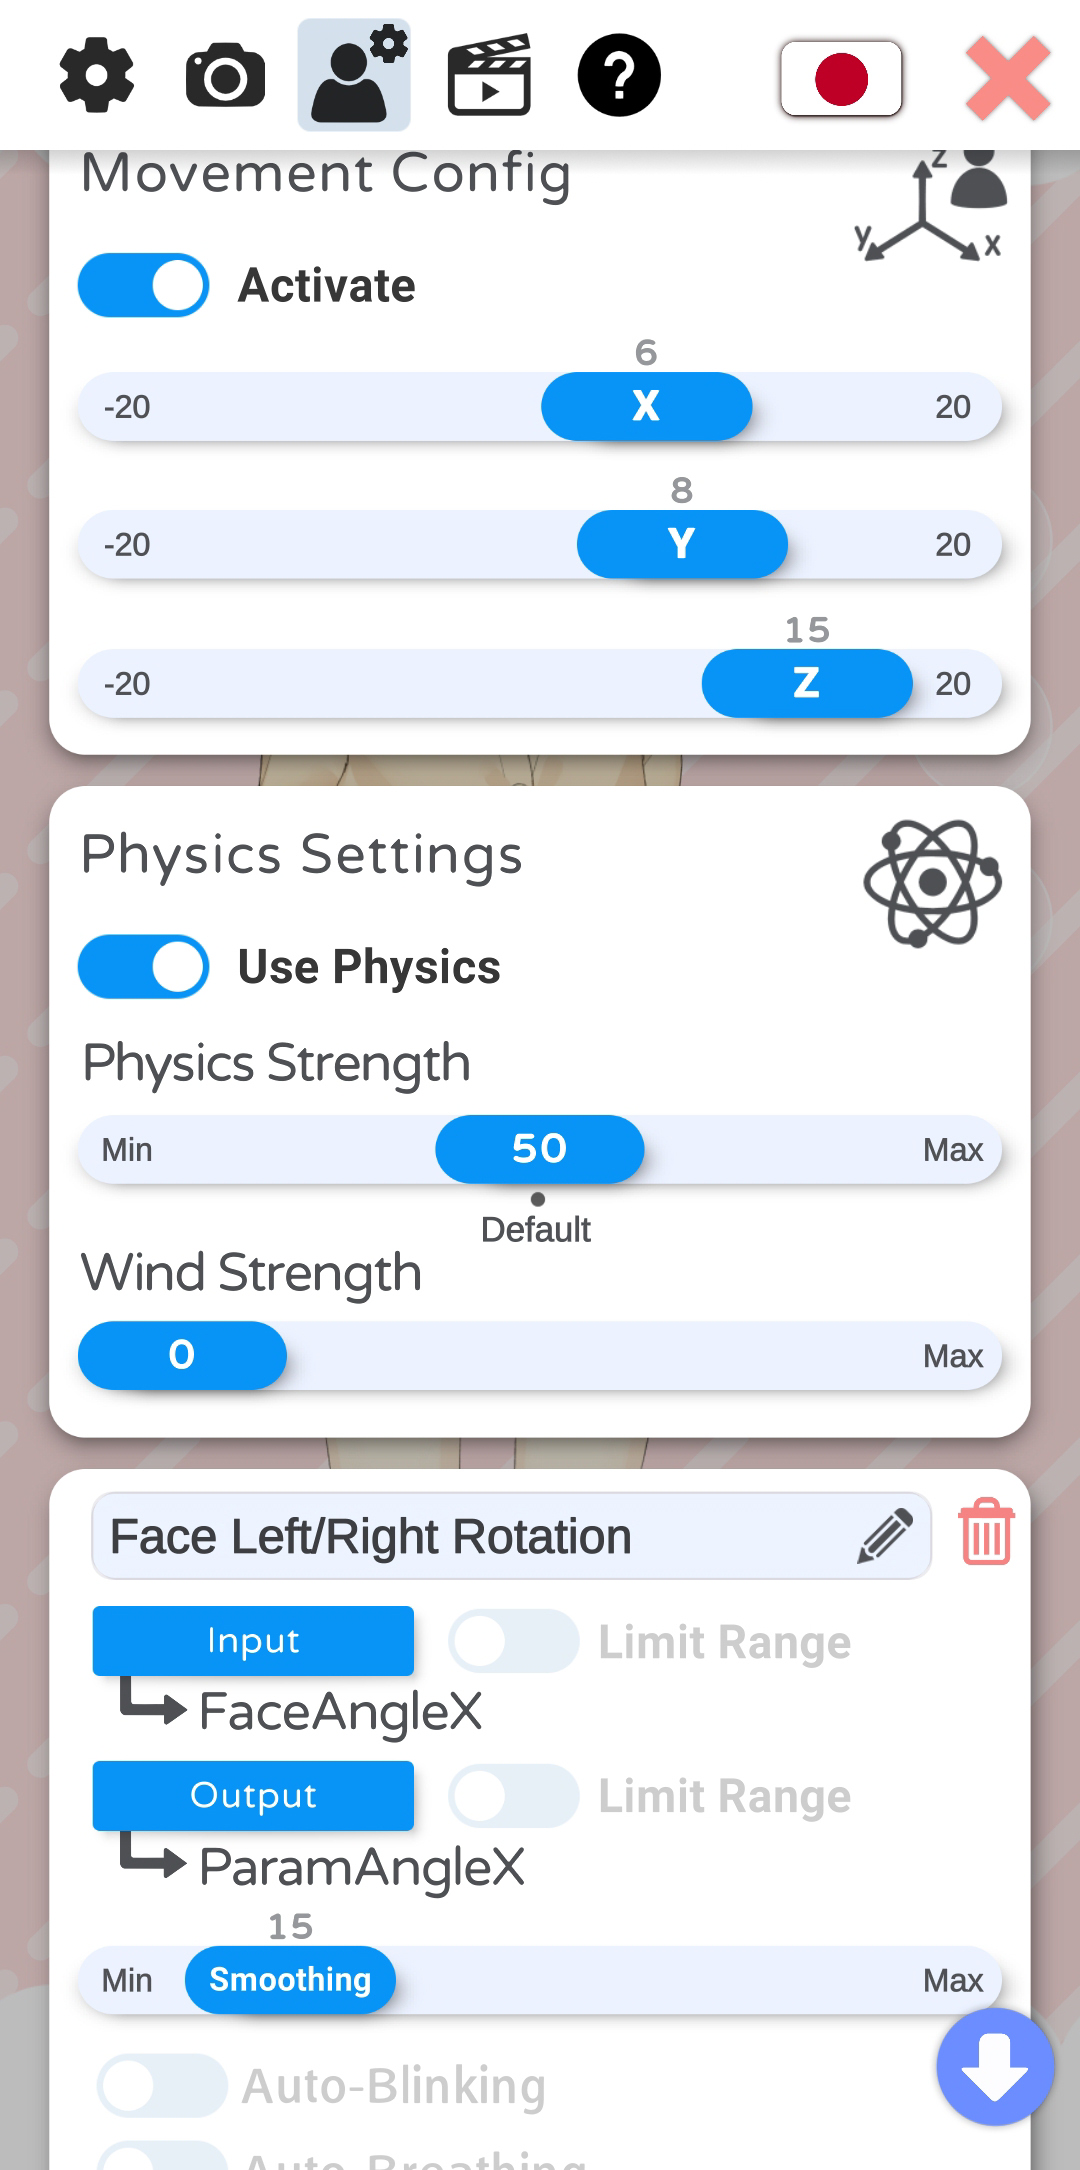 Movement Config
z
y
x
Activate
6
-20
X
20
8
-20
Y
20
15
-20
Z
20
Physics Settings
Use Physics
Physics Strength
Min
50
Max
Default
Wind Strength
0
Max
Face Left/Right Rotation
Input
Limit Range
FaceAngleX
Output
Limit Range
ParamAngleX
15
Min
Smoothing
Max
Auto-Blinking
Auto-Breathing